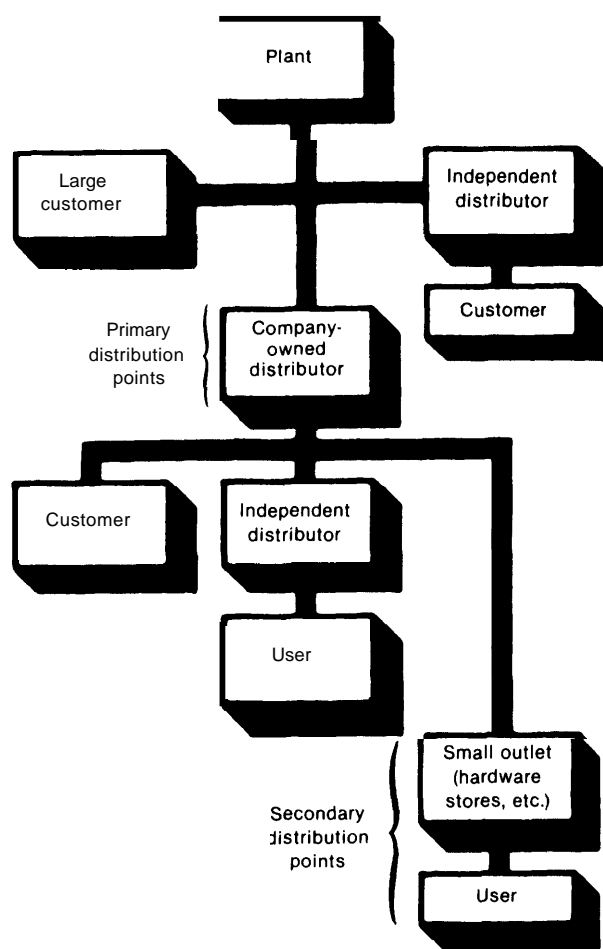 Plant
Large
customer
Independent
distributor
Customer
Primary
distribution
points
Company-
owned
distributor
Customer
Independent
distributor
User
Small outlet
(hardware
stores, etc.)
Secondary
distribution
points
User